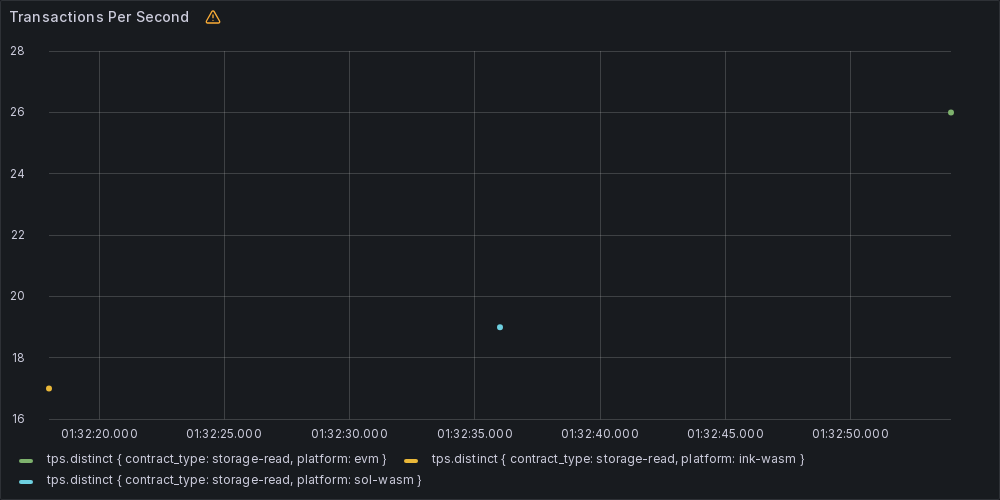 Transactions Per Second
28
26
24
22
20
18
16
01:32:20.000 01:32:25.000 01:32:30.000 01:32:35.000 01:32:40.000 01:32:45.000 01:32:50.000
tps.distinct { contract_type: storage-read, platform: evm } tps.distinct { contract_type: storage-read, platform: ink-wasm }
tps.distinct { contract_type: storage-read, platform: sol-wasm }